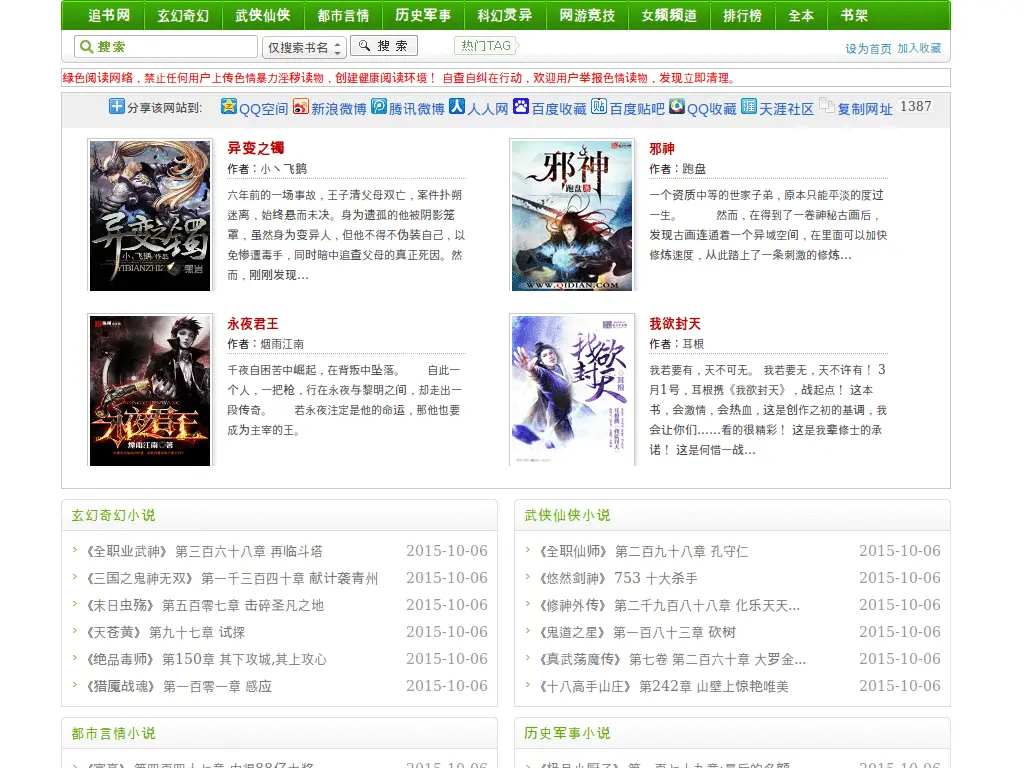 追书网 玄幻奇幻 武侠仙侠 都市言情 历史军事 科幻灵异 网游竞技 女频频道 排行榜 全本 书架
搜索 仅搜索书名 搜 索 热门TAG 设为首页 加入收藏
绿色阅读网络，禁止任何用户上传色情暴力淫秽读物，创建健康阅读环境！ 自查自纠在行动，欢迎用户举报色情读物，发现立即清理。
分享该网站到: QQ空间 新浪微博 腾讯微博 人人网 百度收藏 百度贴吧 QQ收藏 天涯社区 复制网址 1387
异变之镯
小、飞鹅 作品
YIBIANZHIZ
黑岩
异变之镯
作者：小丶飞鹅
六年前的一场事故，王子清父母双亡，案件扑朔
迷离，始终悬而未决。身为遗孤的他被阴影笼
罩，虽然身为变异人，但他不得不伪装自己，以
免惨遭毒手，同时暗中追查父母的真正死因。然
而，刚刚发现...
邪神
跑盘 著
WWW.QIDIAN.COM
邪神
作者：跑盘
一个资质中等的世家子弟，原本只能平淡的度过
一生。 然而，在得到了一卷神秘古画后，
发现古画连通着一个异域空间，在里面可以加快
修炼速度，从此踏上了一条刺激的修炼...
永夜君王
烟雨江南◎著
永夜君王
作者：烟雨江南
千夜自困苦中崛起，在背叛中坠落。 自此一
个人，一把枪，行在永夜与黎明之间，却走出一
段传奇。 若永夜注定是他的命运，那他也要
成为主宰的王。
我欲封天
耳根
我欲封天
作者：耳根
我若要有，天不可无。 我若要无，天不许有！ 3
月1号，耳根携《我欲封天》，战起点！ 这本
书，会激情，会热血，这是创作之初的基调，我
会让你们……看的很精彩！ 这是我辈修士的承
诺！ 这是何惜一战...
玄幻奇幻小说
《全职业武神》 第三百六十八章 再临斗塔 2015-10-06
《三国之鬼神无双》 第一千三百四十章 献计袭青州 2015-10-06
《末日虫殇》 第五百零七章 击碎圣凡之地 2015-10-06
《天苍黄》 第九十七章 试探 2015-10-06
《绝品毒师》 第150章 其下攻城,其上攻心 2015-10-06
《猎魇战魂》 第一百零一章 感应 2015-10-06
武侠仙侠小说
《全职仙师》 第二百九十八章 孔守仁 2015-10-06
《悠然剑神》 753 十大杀手 2015-10-06
《修神外传》 第二千九百八十八章 化乐天天... 2015-10-06
《鬼道之星》 第一百八十三章 砍树 2015-10-06
《真武荡魔传》 第七卷 第二百六十章 大罗金... 2015-10-06
《十八高手山庄》 第242章 山壁上惊艳唯美 2015-10-06
都市言情小说
历史军事小说